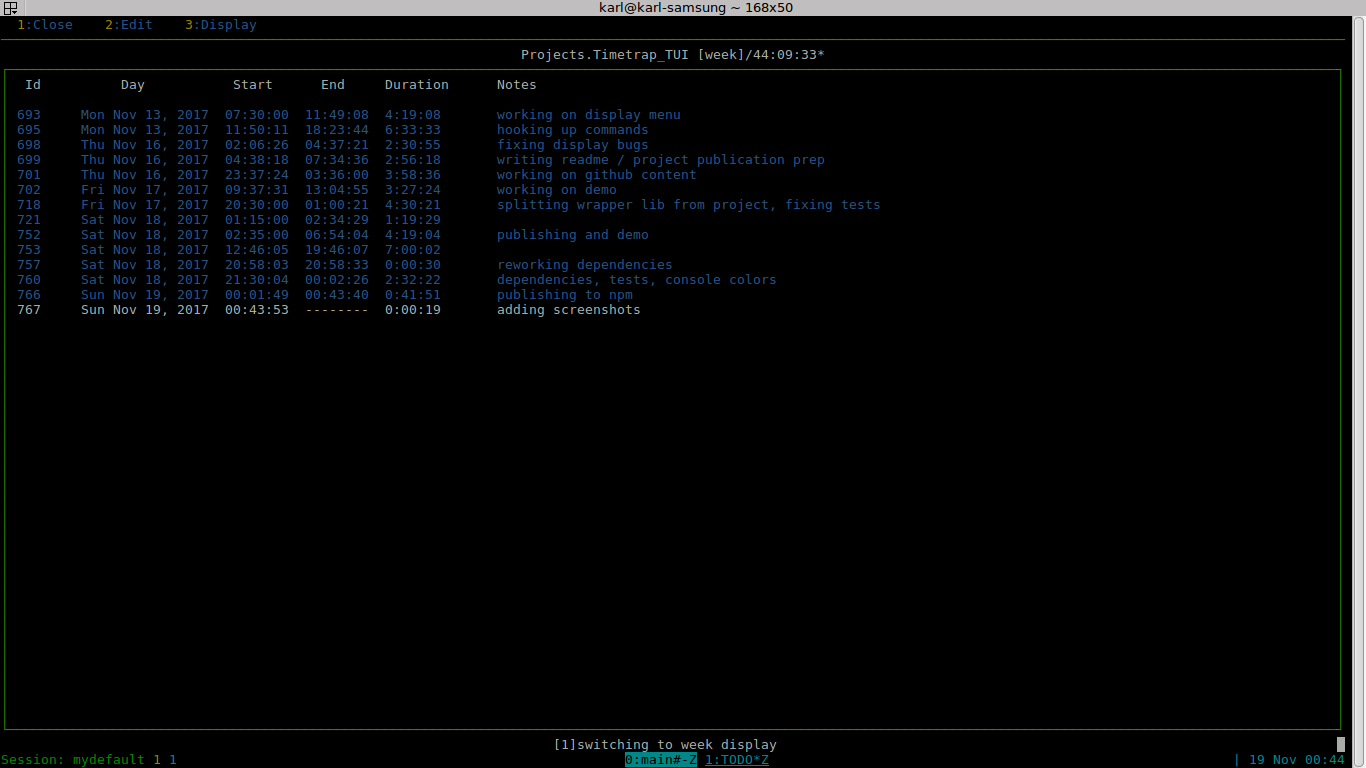 karl@karl-samsung ~ 168x50
1:Close 2:Edit 3:Display
Projects.Timetrap_TUI [week]/44:09:33*
Id Day Start End Duration Notes
693 Mon Nov 13, 2017 07:30:00 11:49:08 4:19:08 working on display menu
695 Mon Nov 13, 2017 11:50:11 18:23:44 6:33:33 hooking up commands
698 Thu Nov 16, 2017 02:06:26 04:37:21 2:30:55 fixing display bugs
699 Thu Nov 16, 2017 04:38:18 07:34:36 2:56:18 writing readme / project publication prep
701 Thu Nov 16, 2017 23:37:24 03:36:00 3:58:36 working on github content
702 Fri Nov 17, 2017 09:37:31 13:04:55 3:27:24 working on demo
718 Fri Nov 17, 2017 20:30:00 01:00:21 4:30:21 splitting wrapper lib from project, fixing tests
721 Sat Nov 18, 2017 01:15:00 02:34:29 1:19:29
752 Sat Nov 18, 2017 02:35:00 06:54:04 4:19:04 publishing and demo
753 Sat Nov 18, 2017 12:46:05 19:46:07 7:00:02
757 Sat Nov 18, 2017 20:58:03 20:58:33 0:00:30 reworking dependencies
760 Sat Nov 18, 2017 21:30:04 00:02:26 2:32:22 dependencies, tests, console colors
766 Sun Nov 19, 2017 00:01:49 00:43:40 0:41:51 publishing to npm
767 Sun Nov 19, 2017 00:43:53 -------- 0:00:19 adding screenshots
[1]switching to week display
Session: mydefault 1 1 0:main#-Z 1:TODO*Z | 19 Nov 00:44